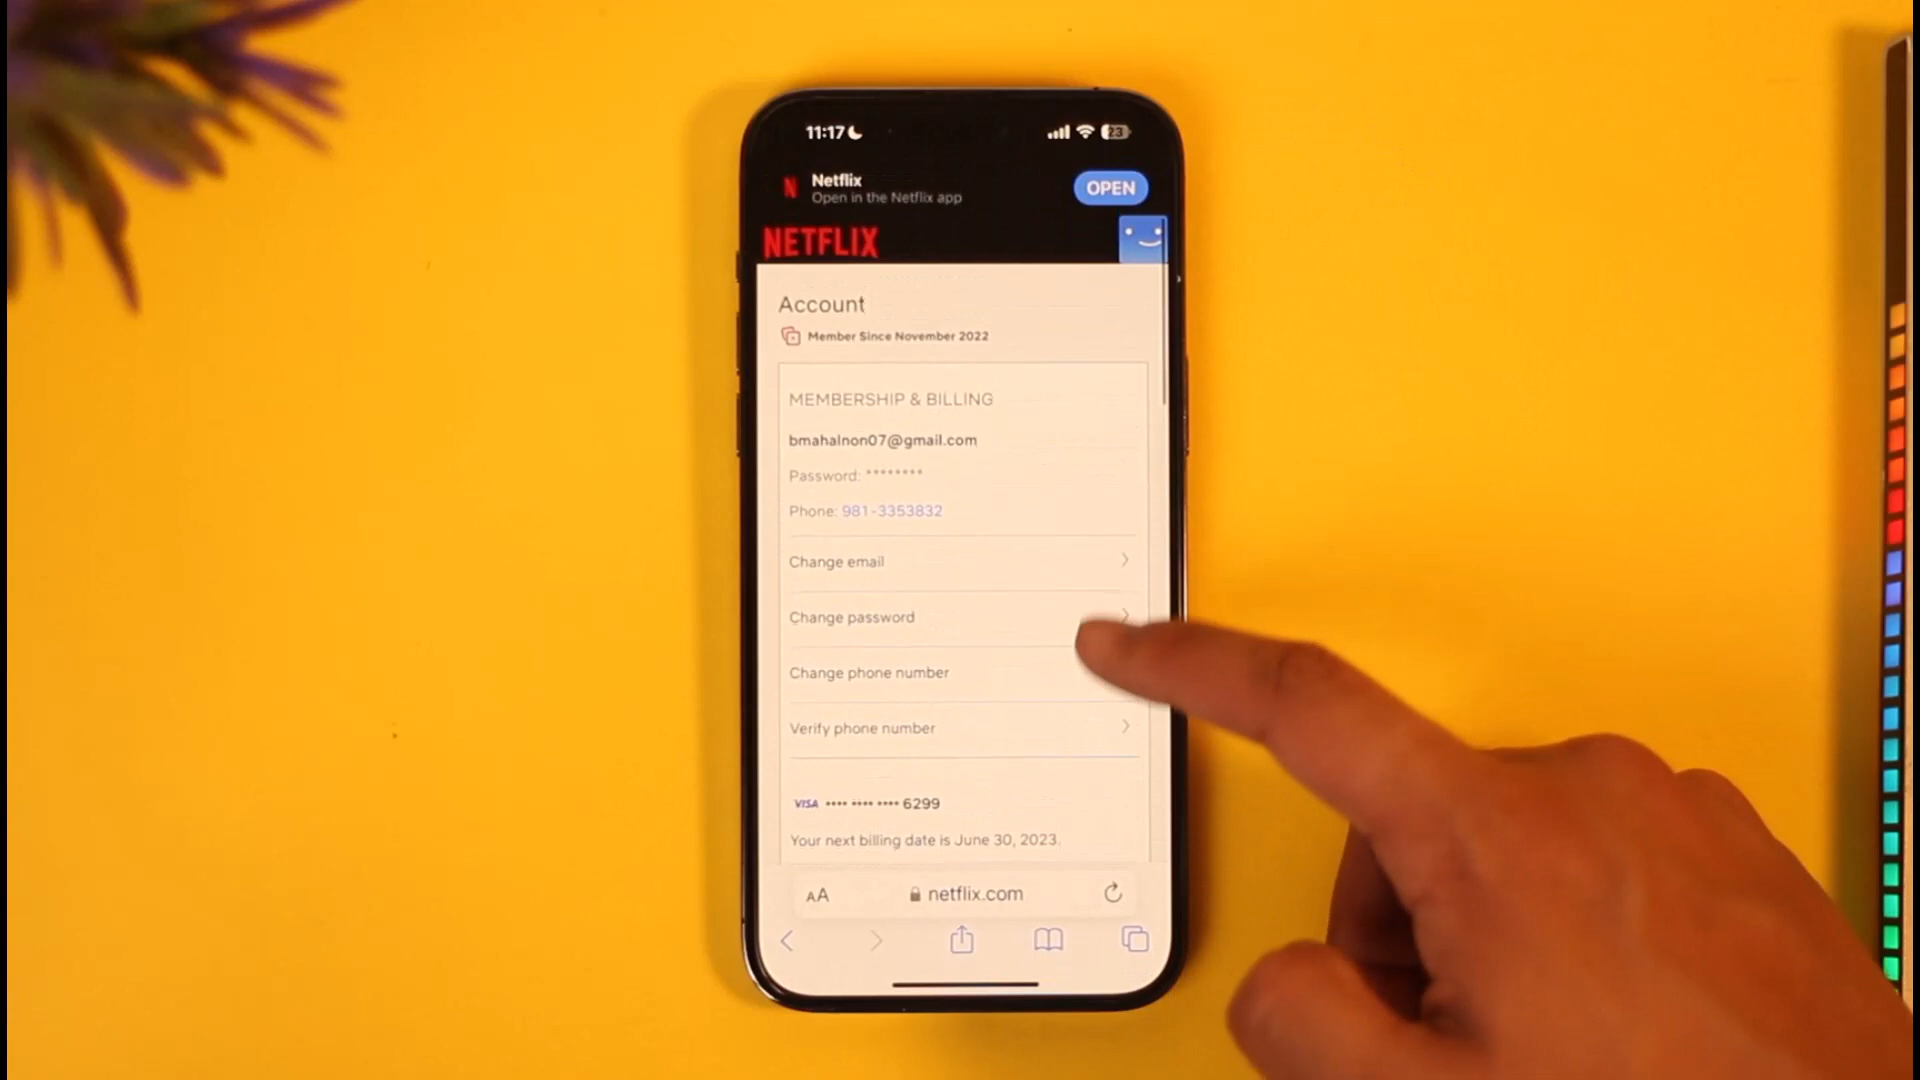 11:17
23
Netflix
Open in the Netflix app
OPEN
NETFLIX
Account
Member Since November 2022
MEMBERSHIP & BILLING
bmahalnon07@gmail.com
Password: ********
Phone: 981-3353832
Change email
Change password
Change phone number
Verify phone number
VISA •••• •••• •••• 6299
Your next billing date is June 30, 2023.
AA
netflix.com